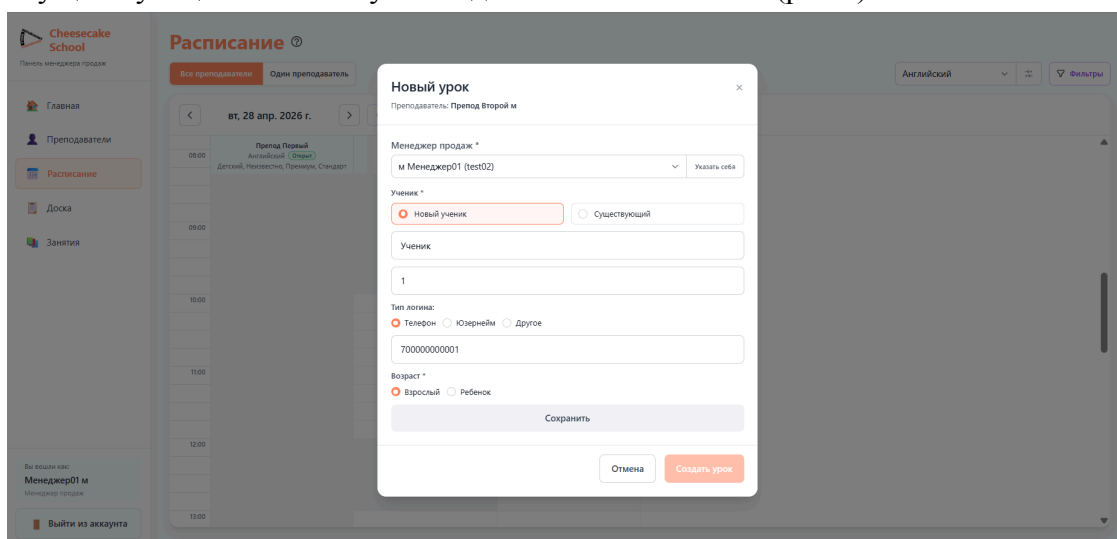 Cheesecake
School
Панель менеджера продаж
Главная
Преподаватели
Расписание
Доска
Занятия
Вы вошли как:
Менеджер01 м
Менеджер продаж
Выйти из аккаунта
Расписание
Все преподаватели Один преподаватель
Английский
Фильтры
вт, 28 апр. 2026 г.
08:00
Препод Первый
Английский Открыт
Детский, Неизвестно, Премиум, Стандарт
09:00
10:00
11:00
12:00
13:00
Новый урок
Преподаватель: Препод Второй м
Менеджер продаж *
м Менеджер01 (test02) Указать себя
Ученик *
Новый ученик Существующий
Ученик
1
Тип логина:
Телефон Юзернейм Другое
700000000001
Возраст *
Взрослый Ребенок
Сохранить
Отмена Создать урок